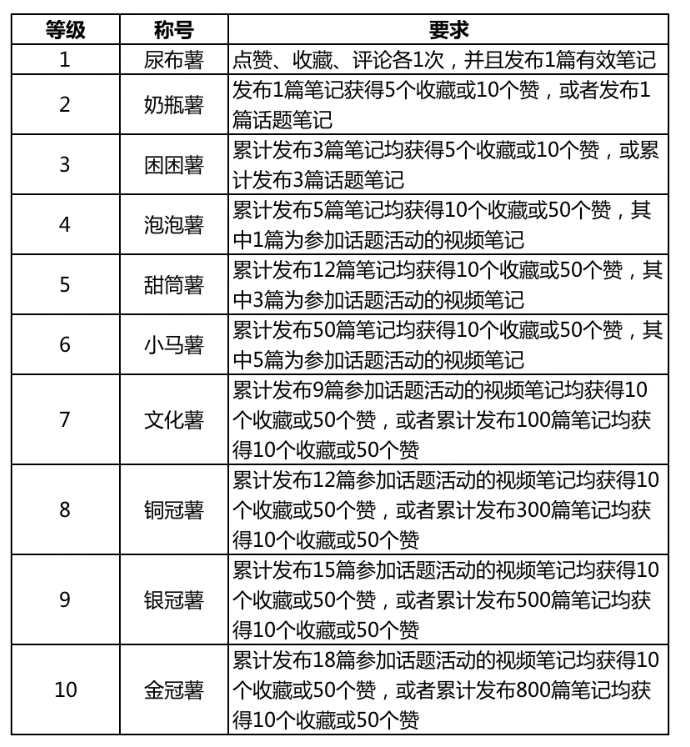 等级 称号 要求
1 尿布薯 点赞、收藏、评论各1次，并且发布1篇有效笔记
2 奶瓶薯 发布1篇笔记获得5个收藏或10个赞，或者发布1
篇话题笔记
3 困困薯 累计发布3篇笔记均获得5个收藏或10个赞，或累
计发布3篇话题笔记
4 泡泡薯 累计发布5篇笔记均获得10个收藏或50个赞，其
中1篇为参加话题活动的视频笔记
5 甜筒薯 累计发布12篇笔记均获得10个收藏或50个赞，其
中3篇为参加话题活动的视频笔记
6 小马薯 累计发布50篇笔记均获得10个收藏或50个赞，其
中5篇为参加话题活动的视频笔记
7 文化薯 累计发布9篇参加话题活动的视频笔记均获得10
个收藏或50个赞，或者累计发布100篇笔记均获
得10个收藏或50个赞
8 铜冠薯 累计发布12篇参加话题活动的视频笔记均获得10
个收藏或50个赞，或者累计发布300篇笔记均获
得10个收藏或50个赞
9 银冠薯 累计发布15篇参加话题活动的视频笔记均获得10
个收藏或50个赞，或者累计发布500篇笔记均获
得10个收藏或50个赞
10 金冠薯 累计发布18篇参加话题活动的视频笔记均获得10
个收藏或50个赞，或者累计发布800篇笔记均获
得10个收藏或50个赞